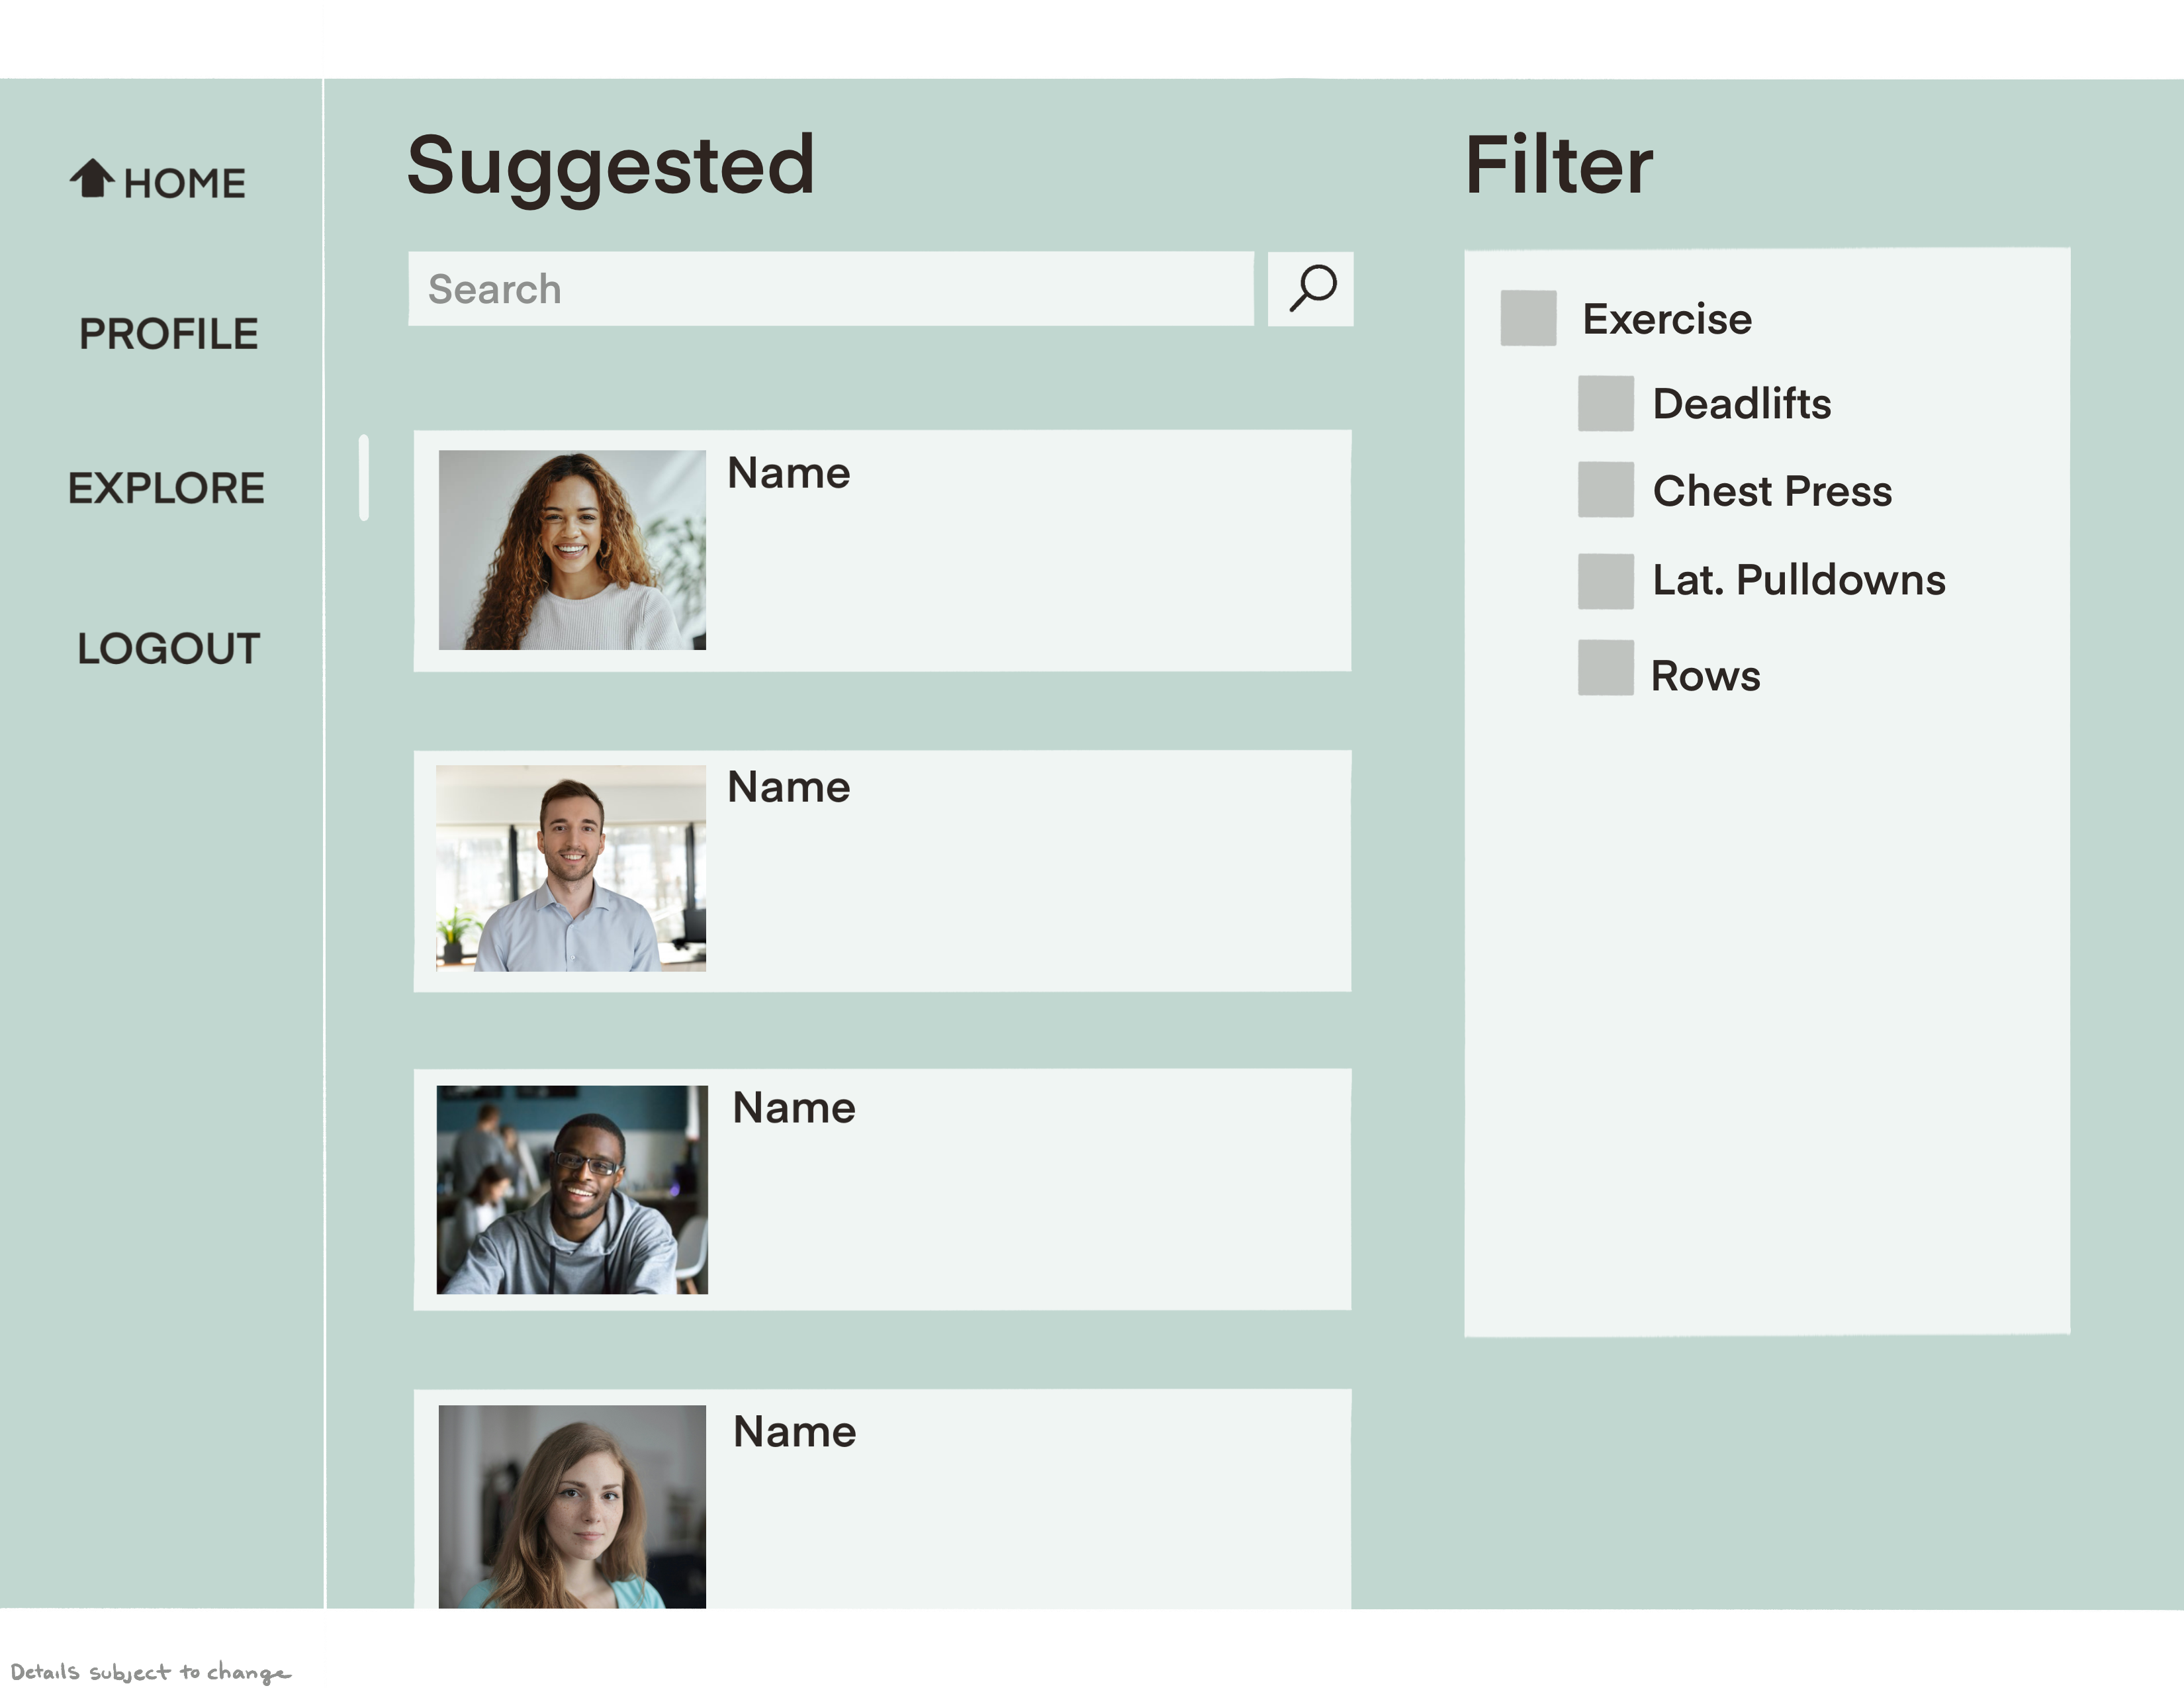 HOME
PROFILE
EXPLORE
LOGOUT
Suggested
Search
Name
Name
Name
Name
Filter
Exercise
Deadlifts
Chest Press
Lat. Pulldowns
Rows
Details subject to change